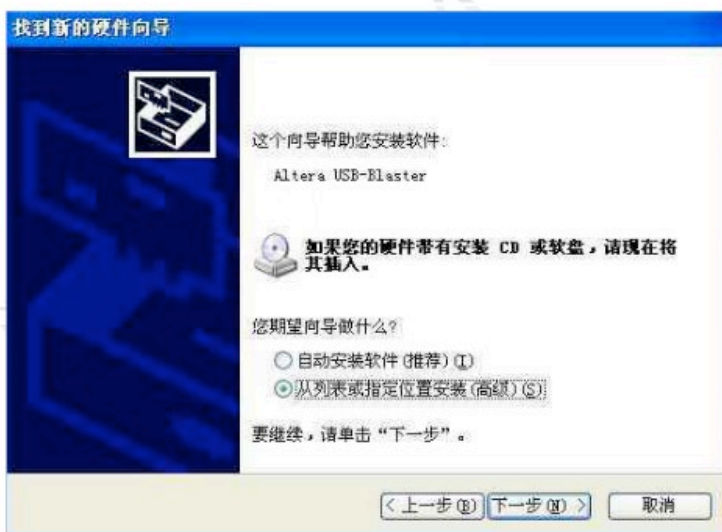 找到新的硬件向导
这个向导帮助您安装软件:
Altera USB-Blaster
如果您的硬件带有安装 CD 或软盘，请现在将
其插入。
您期望向导做什么?
自动安装软件(推荐)(I)
从列表或指定位置安装(高级)(S)
要继续，请单击“下一步”。
<上一步(B) 下一步(N)> 取消